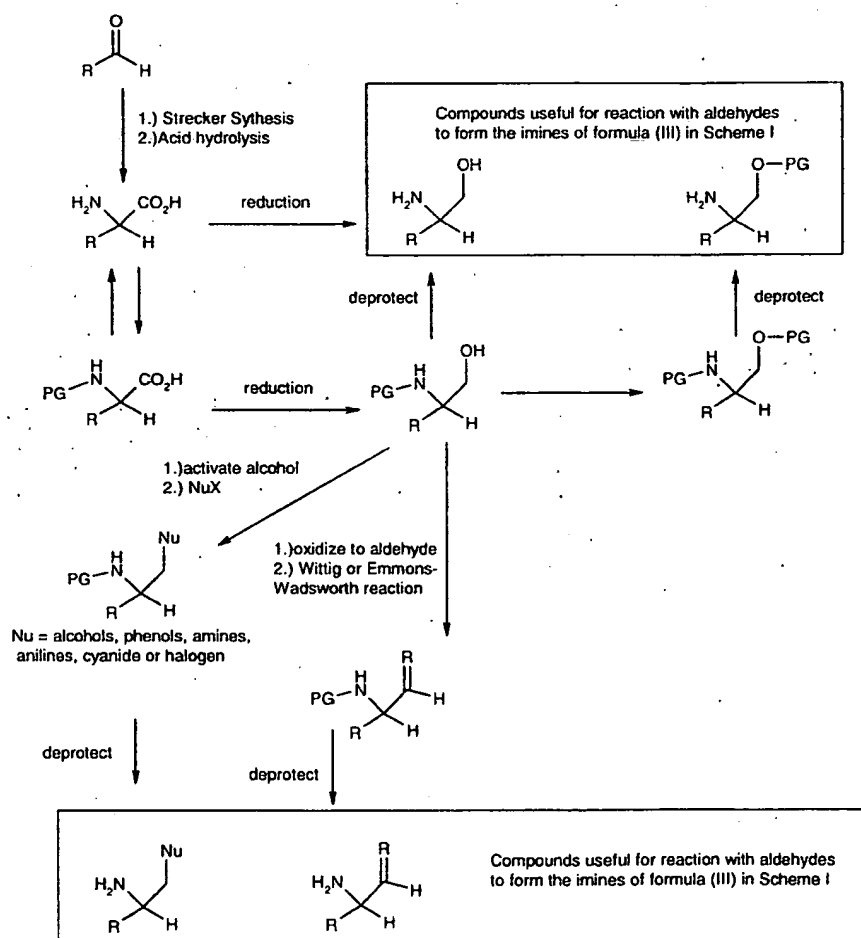 O
R
H
1.) Strecker Sythesis
2.)Acid hydrolysis
Compounds useful for reaction with aldehydes
to form the imines of formula (III) in Scheme I
OH
H₂N
R
H
O—PG
H₂N
R
H
H₂N
CO₂H
R
H
reduction
deprotect
deprotect
H
PG
N
CO₂H
R
H
reduction
OH
H
PG
N
R
H
O—PG
H
PG
N
R
H
1.)activate alcohol
2.) NuX
1.)oxidize to aldehyde
2.) Wittig or Emmons-
Wadsworth reaction
Nu
H
PG
N
R
H
Nu = alcohols, phenols, amines,
anilines, cyanide or halogen
R
H
PG
N
H
R
H
deprotect
deprotect
Nu
H₂N
R
H
R
H₂N
H
R
H
Compounds useful for reaction with aldehydes
to form the imines of formula (III) in Scheme I